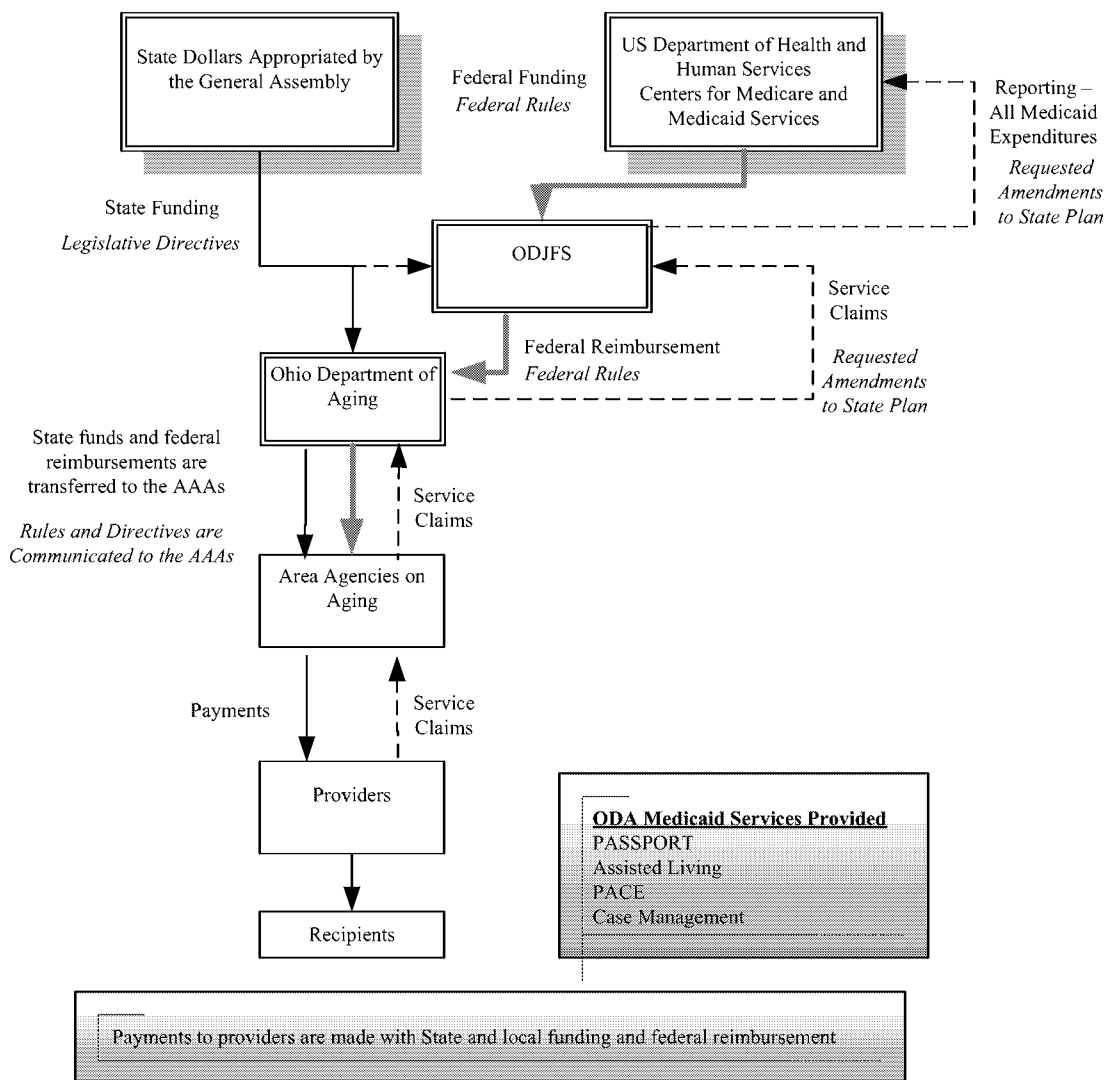 State Dollars Appropriated by
the General Assembly
Federal Funding
Federal Rules
US Department of Health and
Human Services
Centers for Medicare and
Medicaid Services
Reporting –
All Medicaid
Expenditures
Requested
Amendments
to State Plan
State Funding
Legislative Directives
ODJFS
Service
Claims
Requested
Amendments
to State Plan
Federal Reimbursement
Federal Rules
Ohio Department of
Aging
State funds and federal
reimbursements are
transferred to the AAAs
Rules and Directives are
Communicated to the AAAs
Service
Claims
Area Agencies on
Aging
Payments
Service
Claims
Providers
Recipients
ODA Medicaid Services Provided
PASSPORT
Assisted Living
PACE
Case Management
Payments to providers are made with State and local funding and federal reimbursement